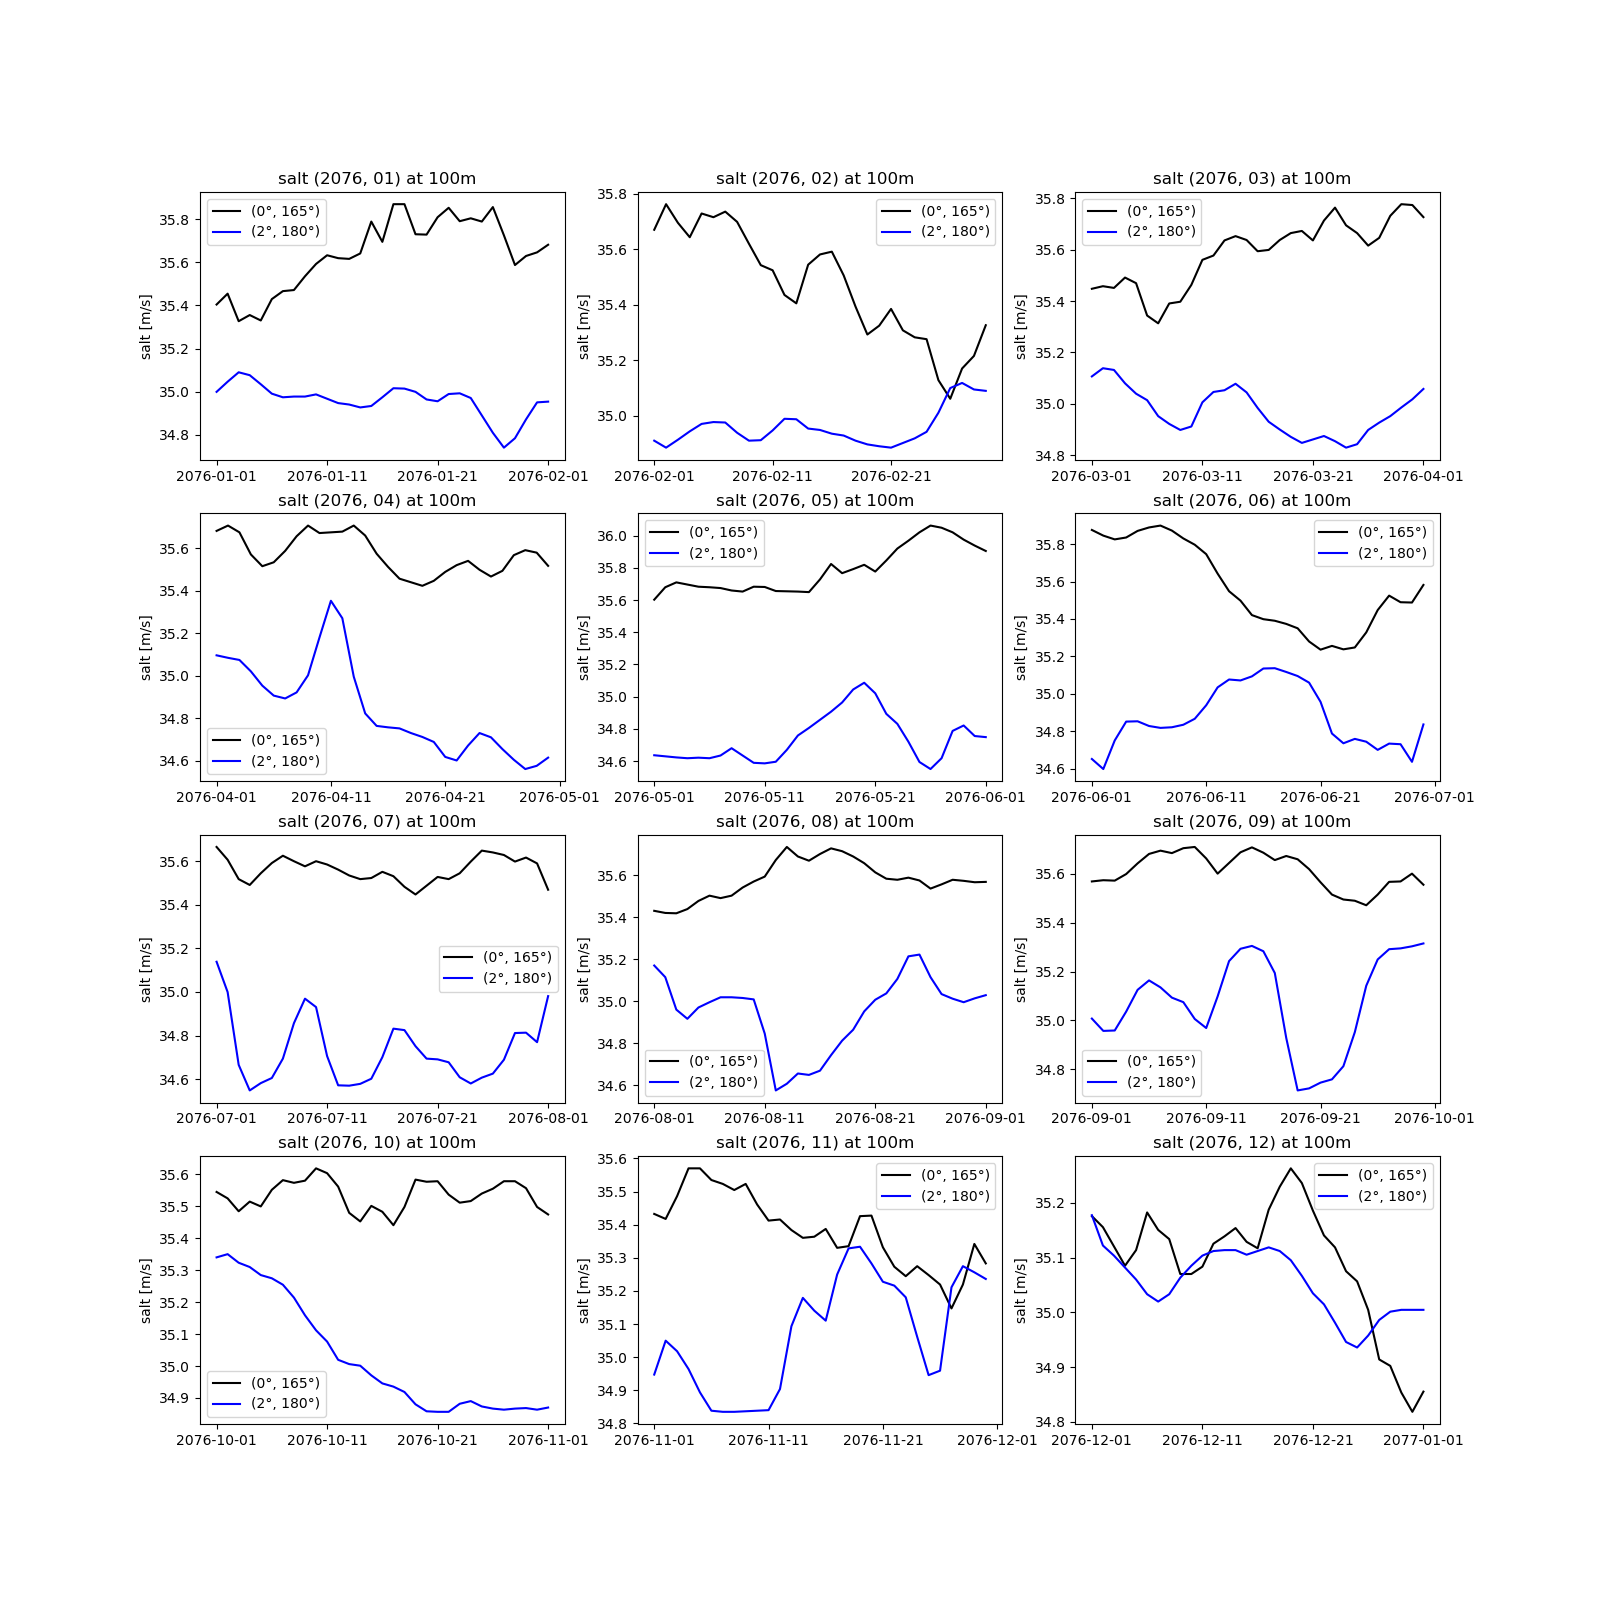 salt (2076, 01) at 100m
salt [m/s]
35.8
35.6
35.4
35.2
35.0
34.8
(0°, 165°)
(2°, 180°)
2076-01-01 2076-01-11 2076-01-21 2076-02-01
salt (2076, 02) at 100m
salt [m/s]
35.8
35.6
35.4
35.2
35.0
(0°, 165°)
(2°, 180°)
2076-02-01 2076-02-11 2076-02-21
salt (2076, 03) at 100m
salt [m/s]
35.8
35.6
35.4
35.2
35.0
34.8
(0°, 165°)
(2°, 180°)
2076-03-01 2076-03-11 2076-03-21 2076-04-01
salt (2076, 04) at 100m
salt [m/s]
35.6
35.4
35.2
35.0
34.8
34.6
(0°, 165°)
(2°, 180°)
2076-04-01 2076-04-11 2076-04-21 2076-05-01
salt (2076, 05) at 100m
salt [m/s]
36.0
35.8
35.6
35.4
35.2
35.0
34.8
34.6
(0°, 165°)
(2°, 180°)
2076-05-01 2076-05-11 2076-05-21 2076-06-01
salt (2076, 06) at 100m
salt [m/s]
35.8
35.6
35.4
35.2
35.0
34.8
34.6
(0°, 165°)
(2°, 180°)
2076-06-01 2076-06-11 2076-06-21 2076-07-01
salt (2076, 07) at 100m
salt [m/s]
35.6
35.4
35.2
35.0
34.8
34.6
(0°, 165°)
(2°, 180°)
2076-07-01 2076-07-11 2076-07-21 2076-08-01
salt (2076, 08) at 100m
salt [m/s]
35.6
35.4
35.2
35.0
34.8
34.6
(0°, 165°)
(2°, 180°)
2076-08-01 2076-08-11 2076-08-21 2076-09-01
salt (2076, 09) at 100m
salt [m/s]
35.6
35.4
35.2
35.0
34.8
(0°, 165°)
(2°, 180°)
2076-09-01 2076-09-11 2076-09-21 2076-10-01
salt (2076, 10) at 100m
salt [m/s]
35.6
35.5
35.4
35.3
35.2
35.1
35.0
34.9
(0°, 165°)
(2°, 180°)
2076-10-01 2076-10-11 2076-10-21 2076-11-01
salt (2076, 11) at 100m
salt [m/s]
35.6
35.5
35.4
35.3
35.2
35.1
35.0
34.9
34.8
(0°, 165°)
(2°, 180°)
2076-11-01 2076-11-11 2076-11-21 2076-12-01
salt (2076, 12) at 100m
salt [m/s]
35.2
35.1
35.0
34.9
34.8
(0°, 165°)
(2°, 180°)
2076-12-01 2076-12-11 2076-12-21 2077-01-01